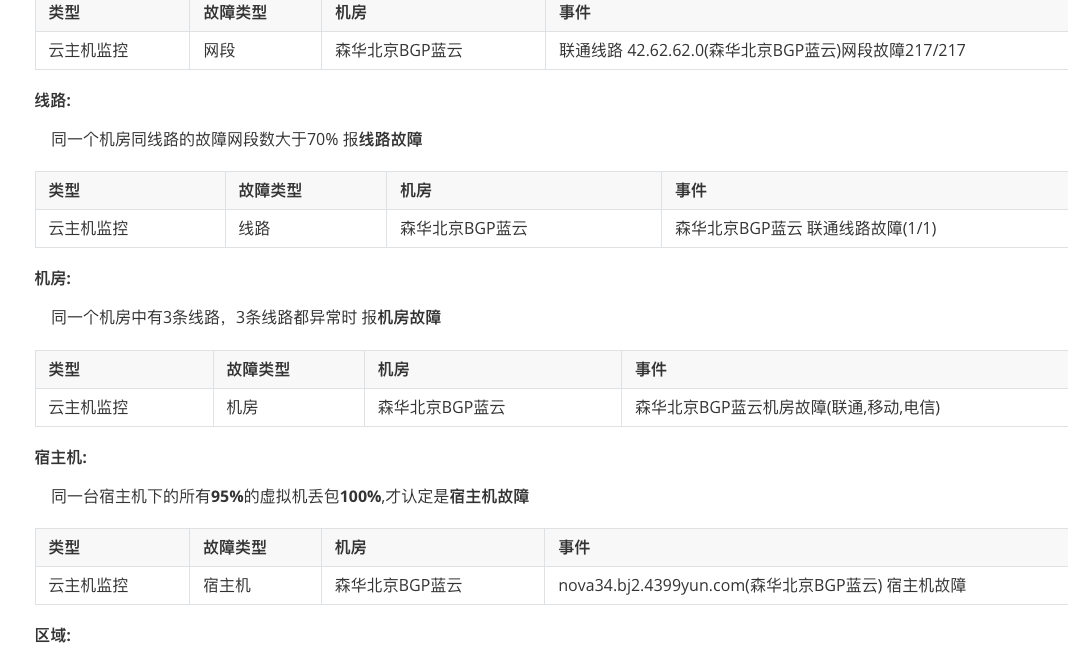 类型 故障类型 机房 事件
云主机监控 网段 森华北京BGP蓝云 联通线路 42.62.62.0(森华北京BGP蓝云)网段故障217/217
线路:
同一个机房同线路的故障网段数大于70% 报线路故障
类型 故障类型 机房 事件
云主机监控 线路 森华北京BGP蓝云 森华北京BGP蓝云 联通线路故障(1/1)
机房:
同一个机房中有3条线路，3条线路都异常时 报机房故障
类型 故障类型 机房 事件
云主机监控 机房 森华北京BGP蓝云 森华北京BGP蓝云机房故障(联通,移动,电信)
宿主机:
同一台宿主机下的所有95%的虚拟机丢包100%,才认定是宿主机故障
类型 故障类型 机房 事件
云主机监控 宿主机 森华北京BGP蓝云 nova34.bj2.4399yun.com(森华北京BGP蓝云) 宿主机故障
区域: